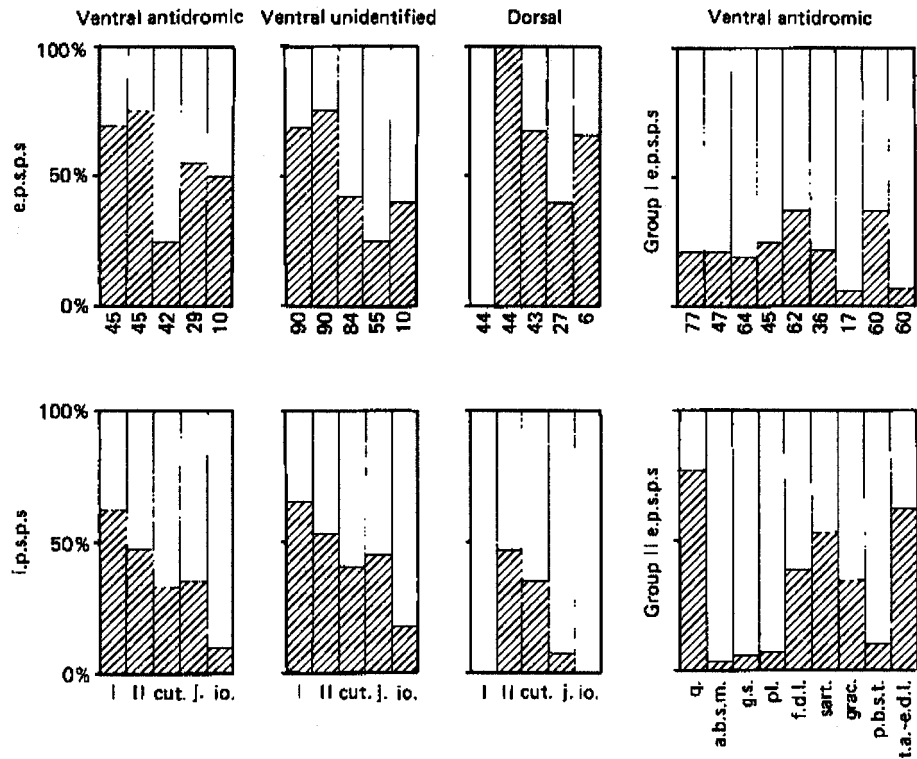 Ventral antidromic Ventral unidentified Dorsal Ventral antidromic
100%
50%
0%
e.p.s.p.s
Group I e.p.s.p.s
45 45 42 29 10
90 90 84 55 10
44 44 43 27 6
77 47 64 45 62 36 17 60 60
100%
50%
0%
i.p.s.p.s
Group II e.p.s.p.s
I II cut. j. io.
I II cut. j. io.
I II cut. j. io.
q. a.b.s.m. g.s. pl. f.d.l. sart. grac. p.b.s.t. t.a.–e.d.l.